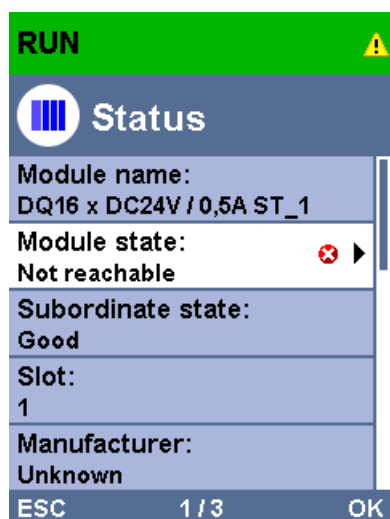 RUN
Status
Module name:
DQ16 x DC24V / 0,5A ST_1
Module state:
Not reachable
Subordinate state:
Good
Slot:
1
Manufacturer:
Unknown
ESC 1 / 3 OK